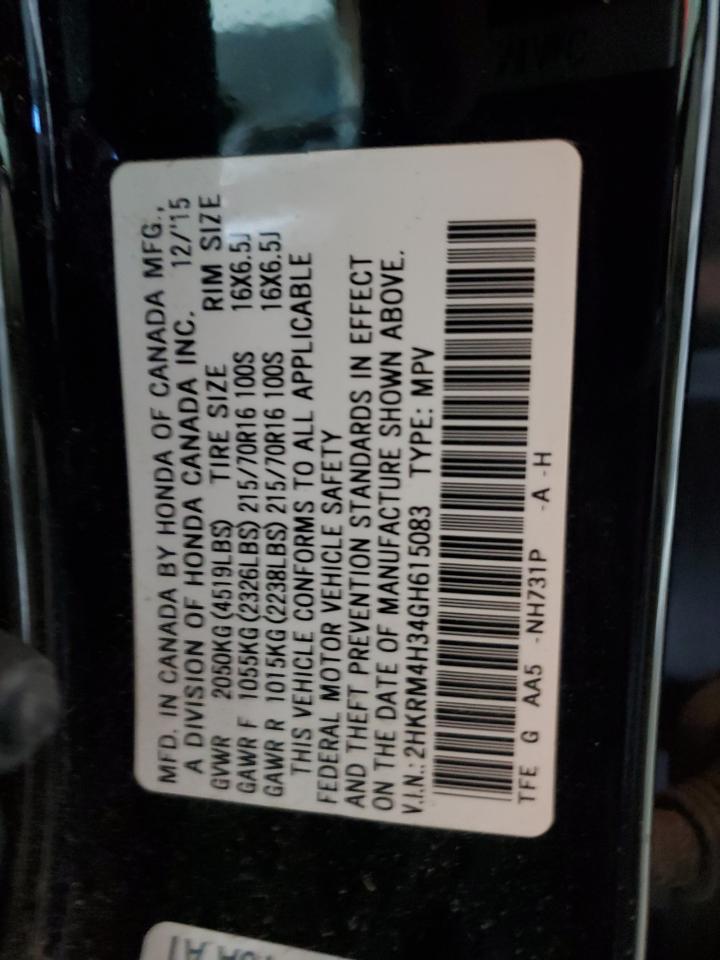 MFD. IN CANADA BY HONDA OF CANADA MFG.,
A DIVISION OF HONDA CANADA INC. 12/'15
GVWR 2050KG(4519LBS) TIRE SIZE RIM SIZE
GAWR F 1055KG(2326LBS) 215/70R16 100S 16X6.5J
GAWR R 1015KG(2238LBS) 215/70R16 100S 16X6.5J
THIS VEHICLE CONFORMS TO ALL APPLICABLE
FEDERAL MOTOR VEHICLE SAFETY
AND THEFT PREVENTION STANDARDS IN EFFECT
ON THE DATE OF MANUFACTURE SHOWN ABOVE.
V.I.N.: 2HKRM4H34GH615083 TYPE: MPV
TFE G AA5 -NH731P -A -H